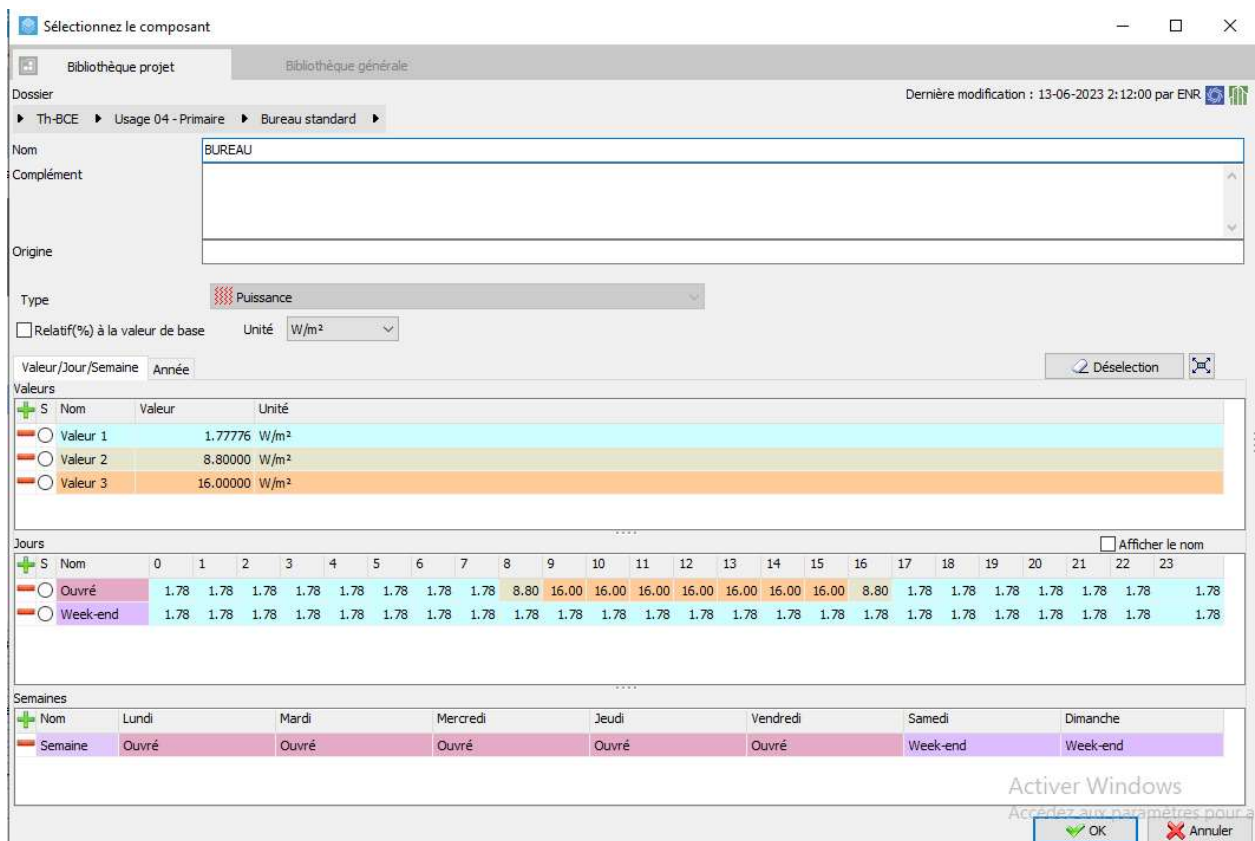 Sélectionnez le composant
Bibliothèque projet Bibliothèque générale
Dossier Dernière modification : 13-06-2023 2:12:00 par ENR
Th-BCE Usage 04 - Primaire Bureau standard
Nom BUREAU
Complément
Origine
Type Puissance
Relatif(%) à la valeur de base Unité W/m²
Valeur/Jour/Semaine Année Déselection
Valeurs
S Nom Valeur Unité
Valeur 1 1.77776 W/m²
Valeur 2 8.80000 W/m²
Valeur 3 16.00000 W/m²
Jours Afficher le nom
S Nom 0 1 2 3 4 5 6 7 8 9 10 11 12 13 14 15 16 17 18 19 20 21 22 23
Ouvré 1.78 1.78 1.78 1.78 1.78 1.78 1.78 1.78 8.80 16.00 16.00 16.00 16.00 16.00 16.00 16.00 8.80 1.78 1.78 1.78 1.78 1.78 1.78 1.78
Week-end 1.78 1.78 1.78 1.78 1.78 1.78 1.78 1.78 1.78 1.78 1.78 1.78 1.78 1.78 1.78 1.78 1.78 1.78 1.78 1.78 1.78 1.78 1.78 1.78
Semaines
Nom Lundi Mardi Mercredi Jeudi Vendredi Samedi Dimanche
Semaine Ouvré Ouvré Ouvré Ouvré Ouvré Week-end Week-end
Activer Windows
Accédez aux paramètres pour a
OK Annuler